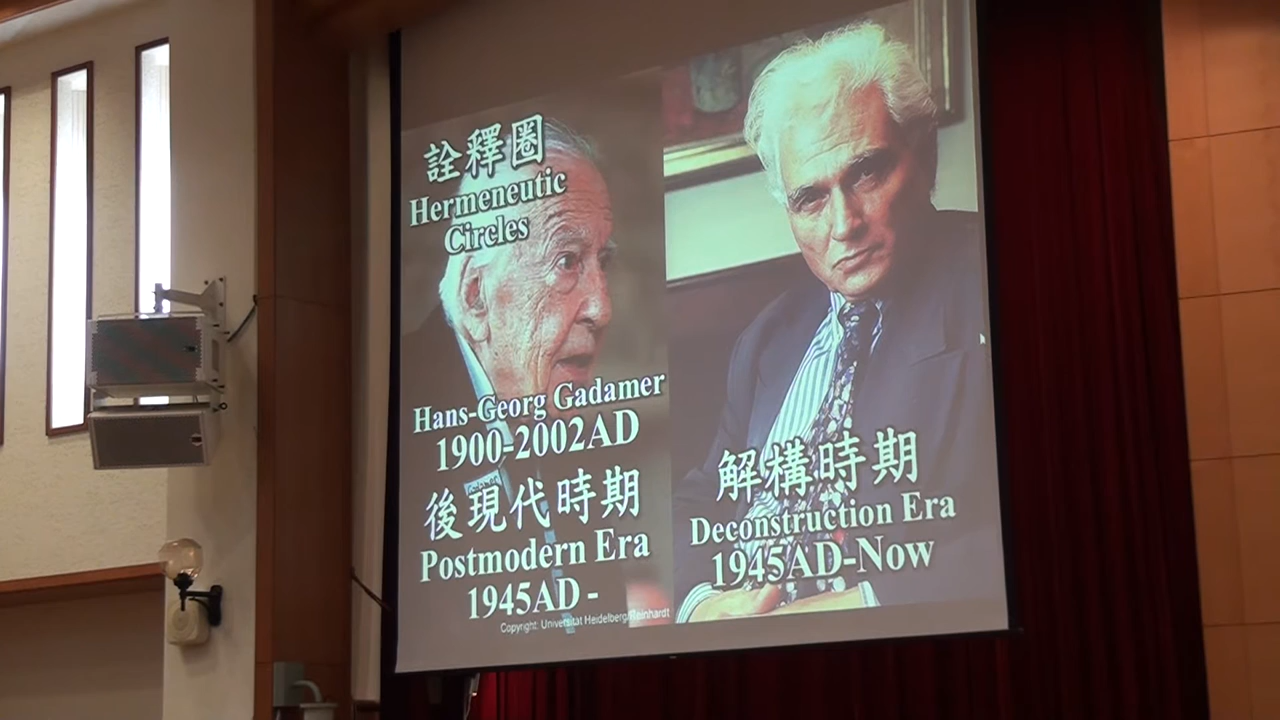 詮釋圈
Hermeneutic
Circles
Hans-Georg Gadamer
1900-2002AD
後現代時期
Postmodern Era
1945AD -
Copyright: Universität Heidelberg/Reinhardt
解構時期
Deconstruction Era
1945AD-Now